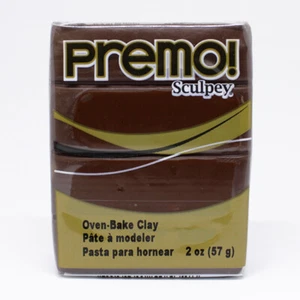 PREMO!
Sculpey
Oven-Bake Clay
Pâte à modeler
Pasta para hornear 2 oz (57 g)